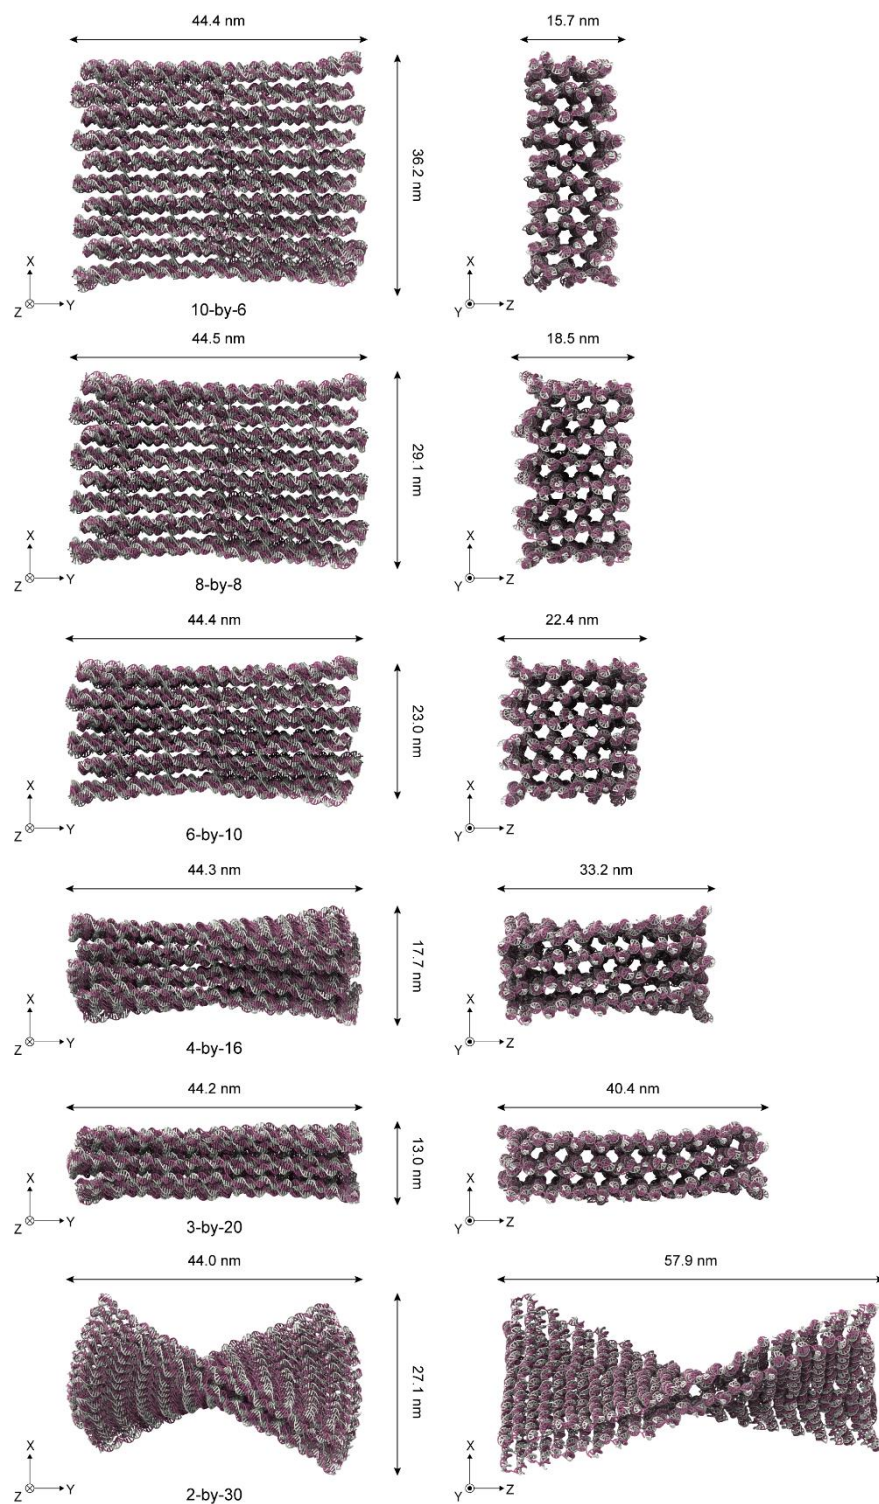 44.4 nm
15.7 nm
36.2 nm
X
Z
Y
X
Y
Z
10-by-6
44.5 nm
18.5 nm
29.1 nm
X
Z
Y
X
Y
Z
8-by-8
44.4 nm
22.4 nm
23.0 nm
X
Z
Y
X
Y
Z
6-by-10
44.3 nm
33.2 nm
17.7 nm
X
Z
Y
X
Y
Z
4-by-16
44.2 nm
40.4 nm
13.0 nm
X
Z
Y
X
Y
Z
3-by-20
44.0 nm
57.9 nm
27.1 nm
X
Z
Y
X
Y
Z
2-by-30